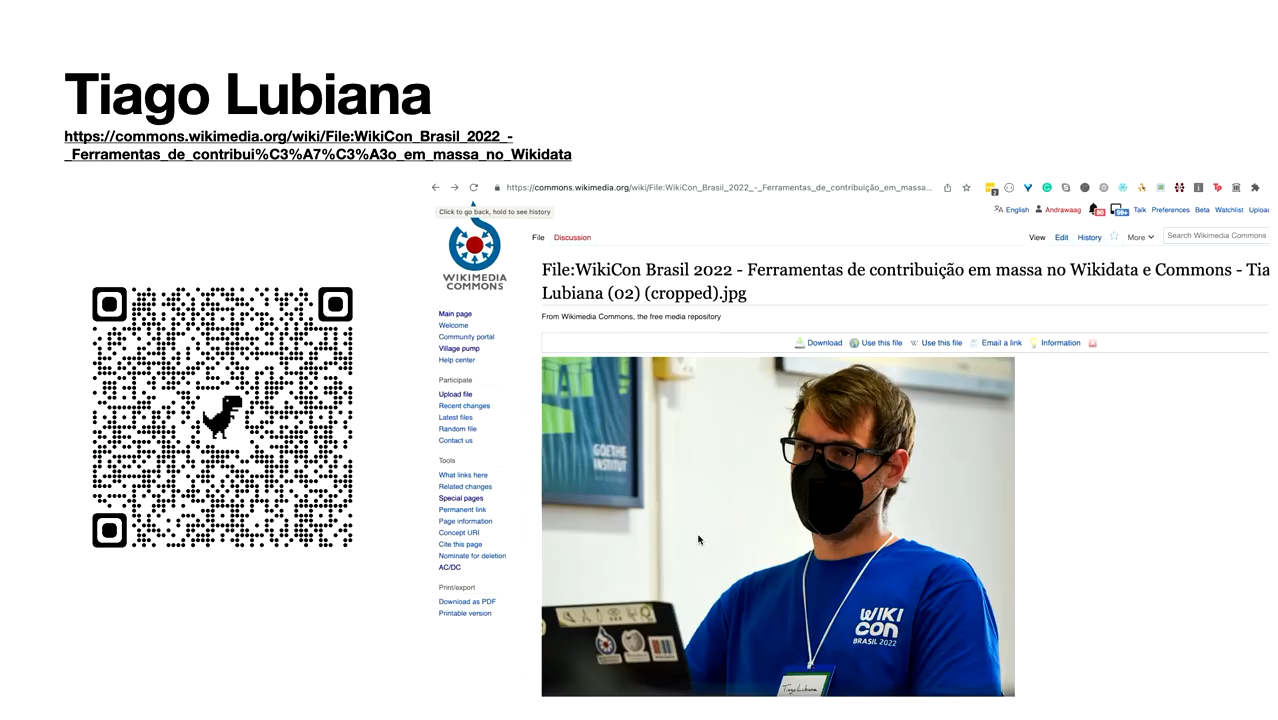 Tiago Lubiana
https://commons.wikimedia.org/wiki/File:WikiCon_Brasil_2022_-
_Ferramentas_de_contribui%C3%A7%C3%A3o_em_massa_no_Wikidata
https://commons.wikimedia.org/wiki/File:WikiCon_Brasil_2022_-_Ferramentas_de_contribuição_em_massa...
Click to go back, hold to see history
English Andrawaag 99+ Talk Preferences Beta Watchlist Uploa
File Discussion View Edit History More Search Wikimedia Commons
WIKIMEDIA
COMMONS
File:WikiCon Brasil 2022 - Ferramentas de contribuição em massa no Wikidata e Commons - Tia
Lubiana (02) (cropped).jpg
From Wikimedia Commons, the free media repository
Download Use this file Use this file Email a link Information
Main page
Welcome
Community portal
Village pump
Help center
Participate
Upload file
Recent changes
Latest files
Random file
Contact us
Tools
What links here
Related changes
Special pages
Permanent link
Page information
Concept URI
Cite this page
Nominate for deletion
AC/DC
Print/export
Download as PDF
Printable version
GOETHE
INSTITUT
WIKI
CON
BRASIL 2022
Tiago Lubiana